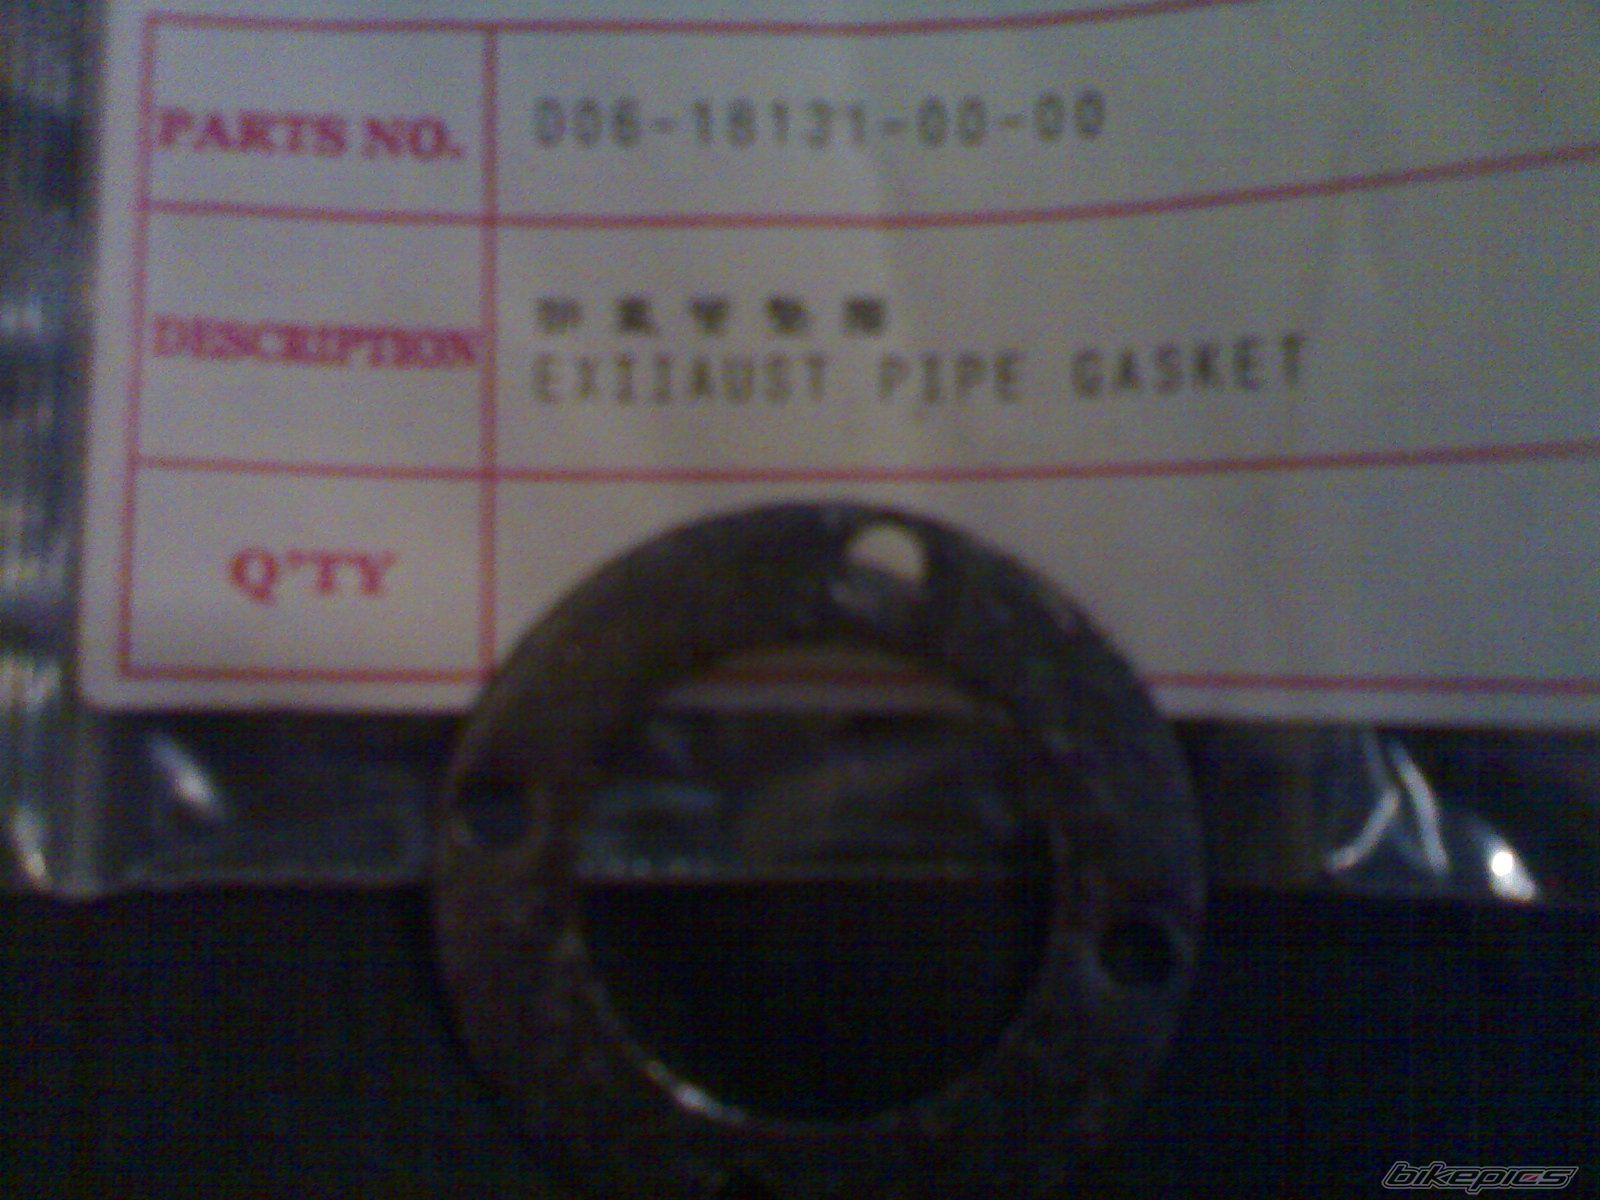 PARTS NO.
006-18131-00-00
DESCRIPTION
EXIIAUST PIPE GASKET
Q'TY
bikepics